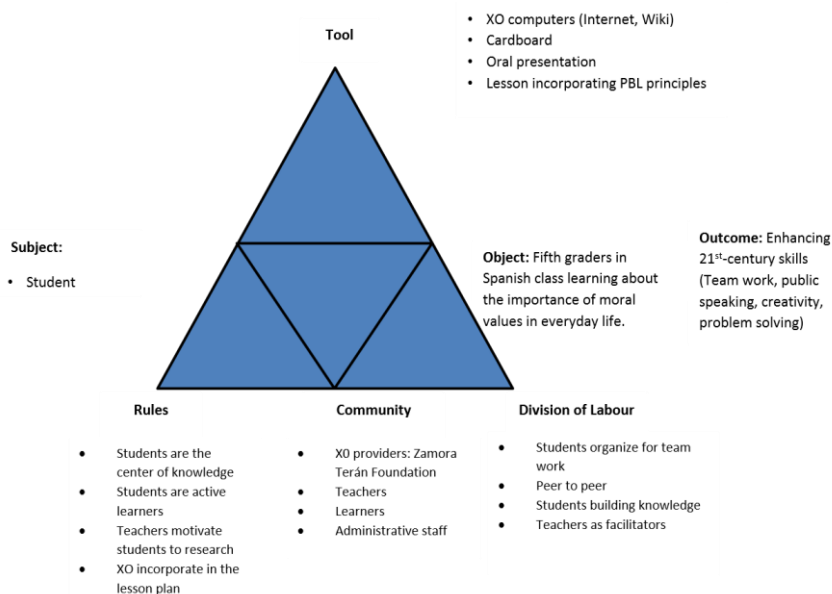 Tool
• XO computers (Internet, Wiki)
• Cardboard
• Oral presentation
• Lesson incorporating PBL principles
Subject:
• Student
Object: Fifth graders in
Spanish class learning about
the importance of moral
values in everyday life.
Outcome: Enhancing
21st-century skills
(Team work, public
speaking, creativity,
problem solving)
Rules
• Students are the
center of knowledge
• Students are active
learners
• Teachers motivate
students to research
• XO incorporate in the
lesson plan
Community
• X0 providers: Zamora
Terán Foundation
• Teachers
• Learners
• Administrative staff
Division of Labour
• Students organize for team
work
• Peer to peer
• Students building knowledge
• Teachers as facilitators